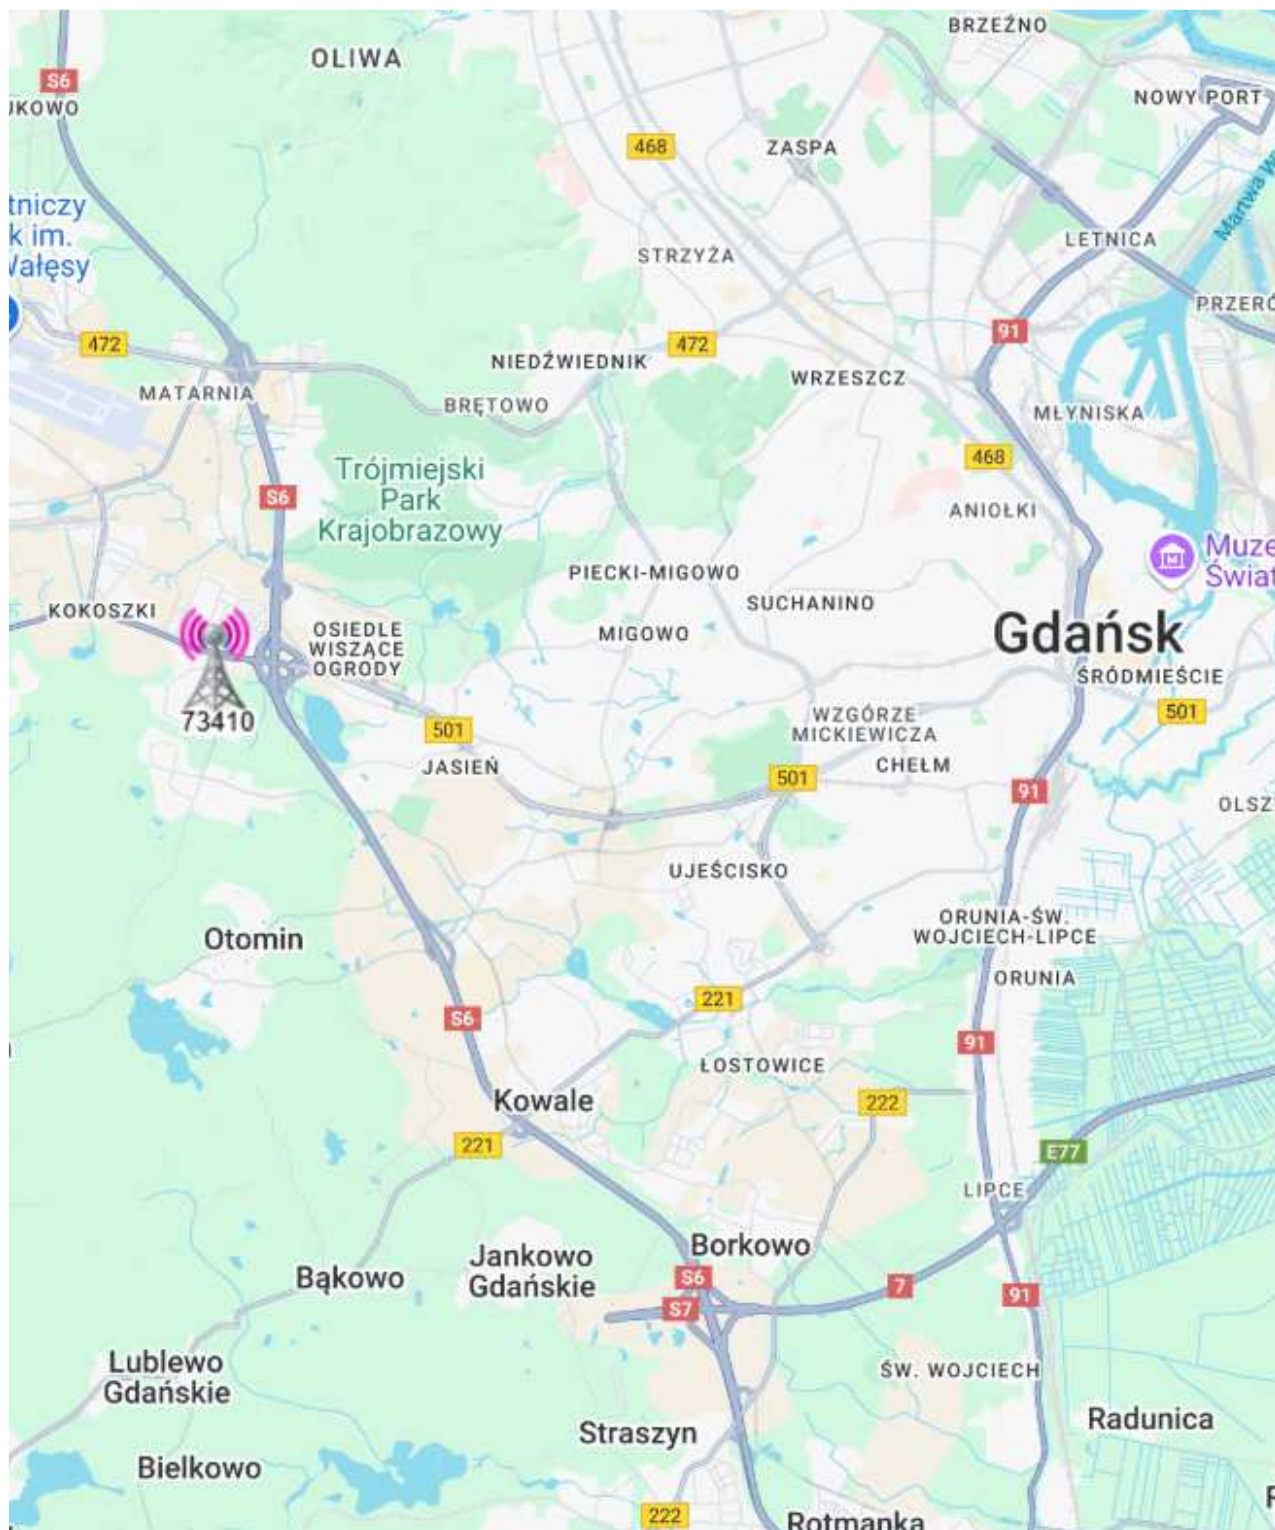 BRZEŹNO
OLIWA
S6
UKOWO
NOWY PORT
468
ZASPA
tniczy
k im.
Wałęsy
Martwa W
LETNICA
STRZYŻA
PRZERÓ
91
472
472
NIEDŹWIEDNIK
WRZESZCZ
MATARNIA
BRĘTOWO
MŁYNISKA
Trójmiejski
Park
Krajobrazowy
468
S6
ANIOŁKI
Muze
Świat
PIECKI-MIGOWO
SUCHANINO
KOKOSZKI
OSIEDLE
WISZĄCE
OGRODY
MIGOWO
Gdańsk
ŚRÓDMIEŚCIE
73410
501
WZGÓRZE
MICKIEWICZA
501
JASIEŃ
CHEŁM
501
91
OLSZ
UJEŚCISKO
ORUNIA-ŚW.
WOJCIECH-LIPCE
Otomin
ORUNIA
221
S6
91
ŁOSTOWICE
Kowale
222
221
E77
LIPCE
Borkowo
Jankowo
Gdańskie
Bąkowo
S6
7
S7
91
Lublewo
Gdańskie
ŚW. WOJCIECH
Radunica
Straszyn
Bielkowo
222
Rotmanka